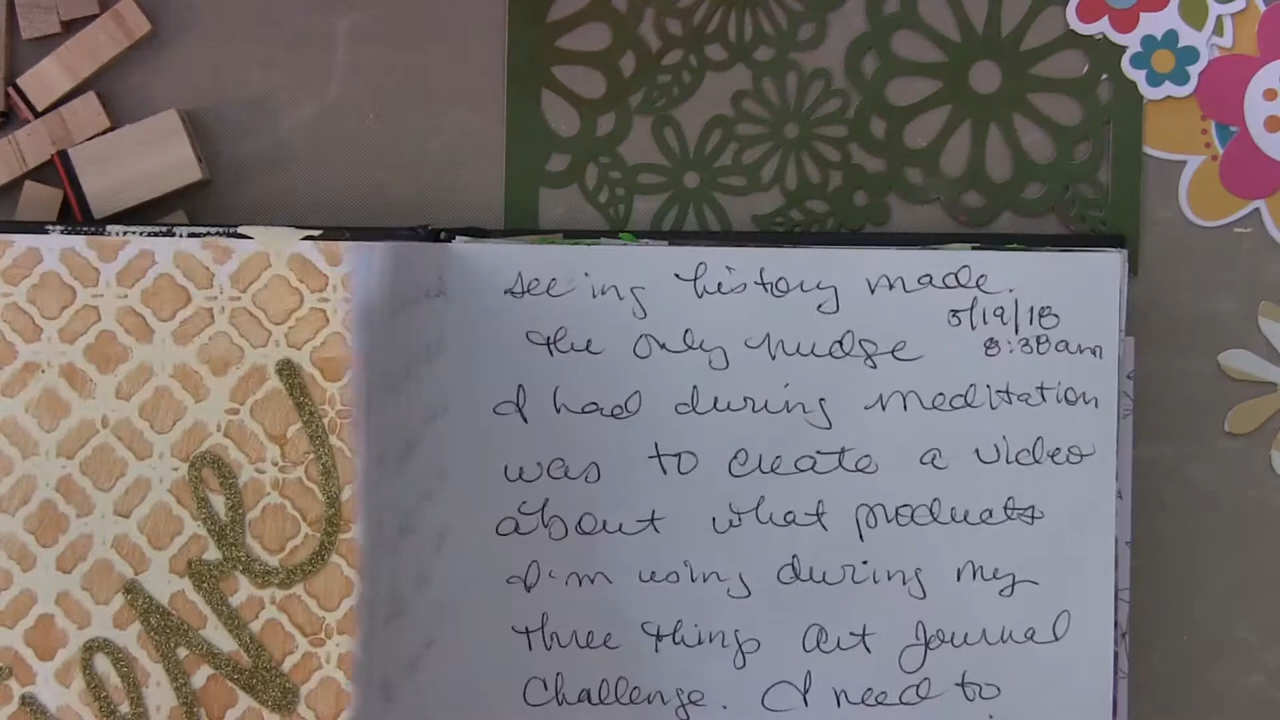 seeing history made.
5/19/18
the only nudge 8:38am
I had during meditation
was to create a video
about what products
I'm using during my
three things art journal
challenge. I need to